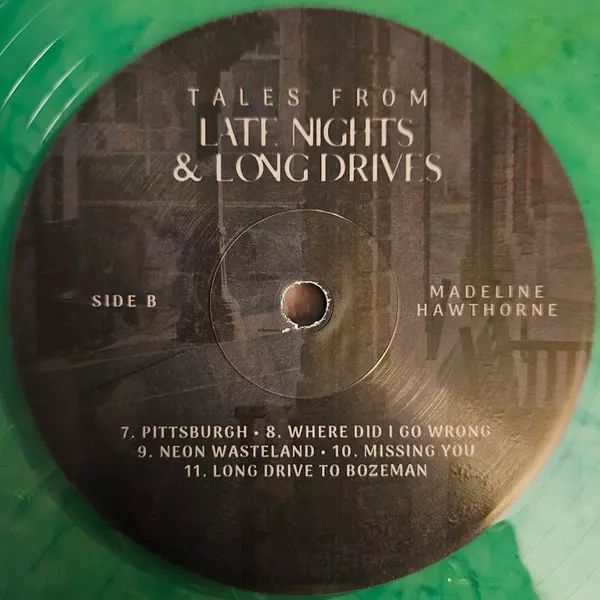 TALES FROM
LATE NIGHTS
& LONG DRIVES
SIDE B
MADELINE
HAWTHORNE
7. PITTSBURGH • 8. WHERE DID I GO WRONG
9. NEON WASTELAND • 10. MISSING YOU
11. LONG DRIVE TO BOZEMAN